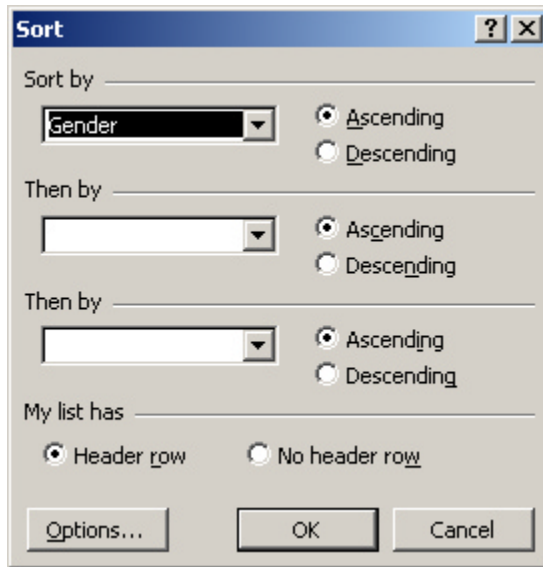 Sort
Sort by
Gender
Ascending
Descending
Then by
Ascending
Descending
Then by
Ascending
Descending
My list has
Header row
No header row
Options...
OK
Cancel